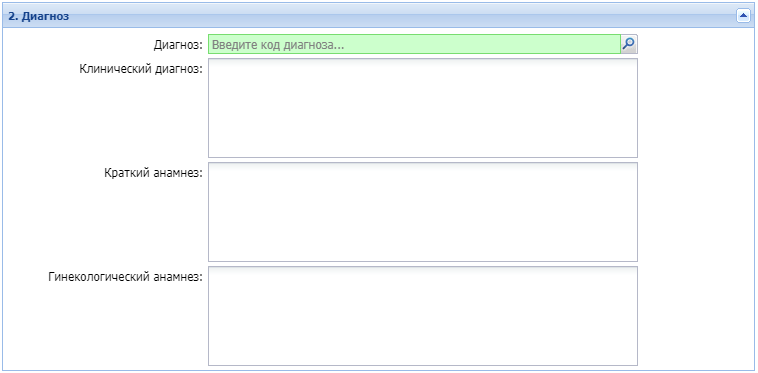 2. Диагноз
Диагноз: Введите код диагноза...
Клинический диагноз:
Краткий анамнез:
Гинекологический анамнез: